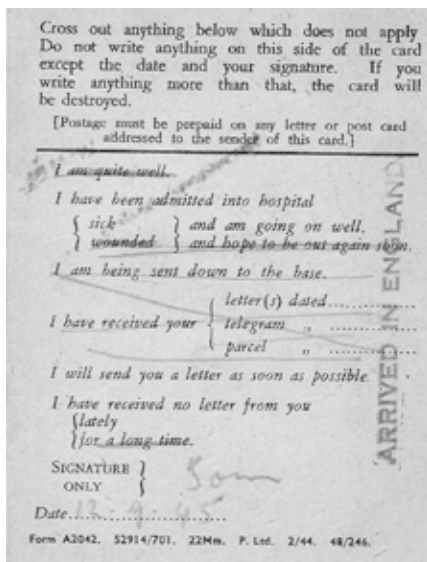 Cross out anything below which does not apply
Do not write anything on this side of the card
except the date and your signature. If you
write anything more than that, the card will
be destroyed.
[Postage must be prepaid on any letter or post card
addressed to the sender of this card.]
I am quite well.
I have been admitted into hospital
{ sick } and am going on well.
{ wounded } and hope to be out again soon.
I am being sent down to the base.
letter(s) dated..............
I have received your { telegram „ ..............
parcel „ ..............
I will send you a letter as soon as possible.
I have received no letter from you
{lately
{for a long time.
SIGNATURE }
ONLY
Date 12.9.45
Form A2042. 52914/701. 22Mm. P. Ltd. 2/44. 48/246.
ARRIVED IN ENGLAND